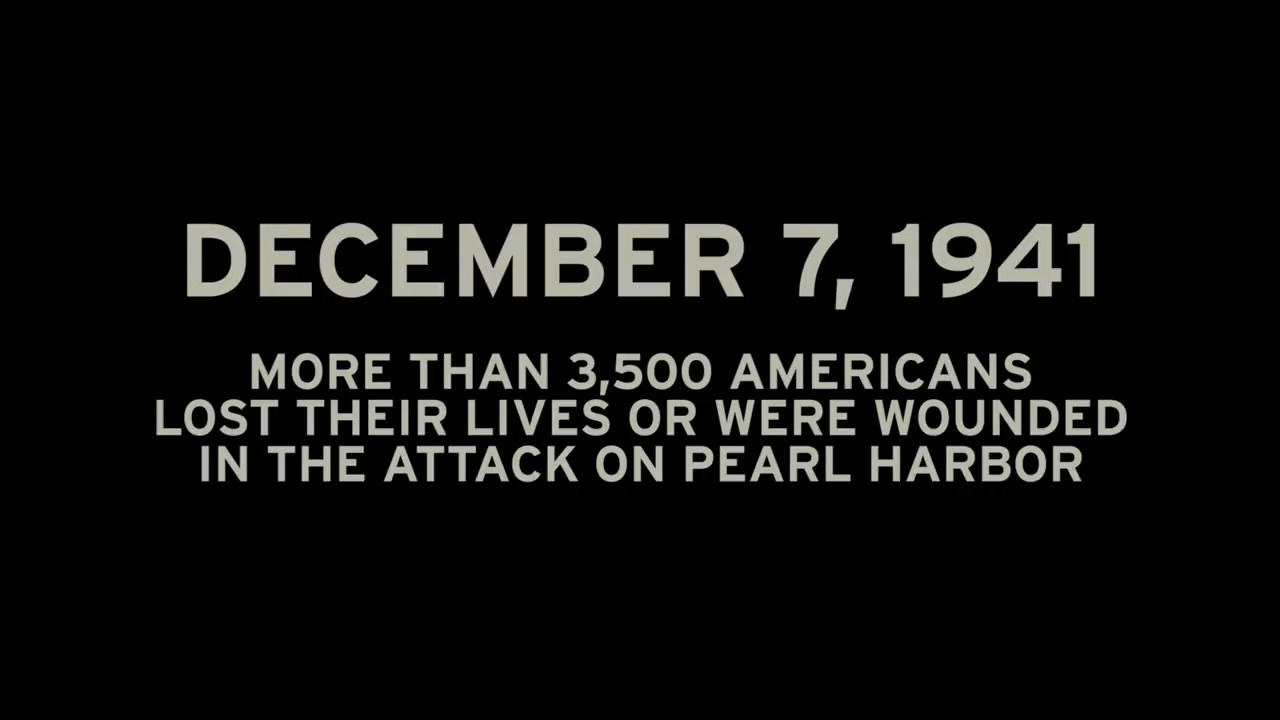 DECEMBER 7, 1941
MORE THAN 3,500 AMERICANS
LOST THEIR LIVES OR WERE WOUNDED
IN THE ATTACK ON PEARL HARBOR